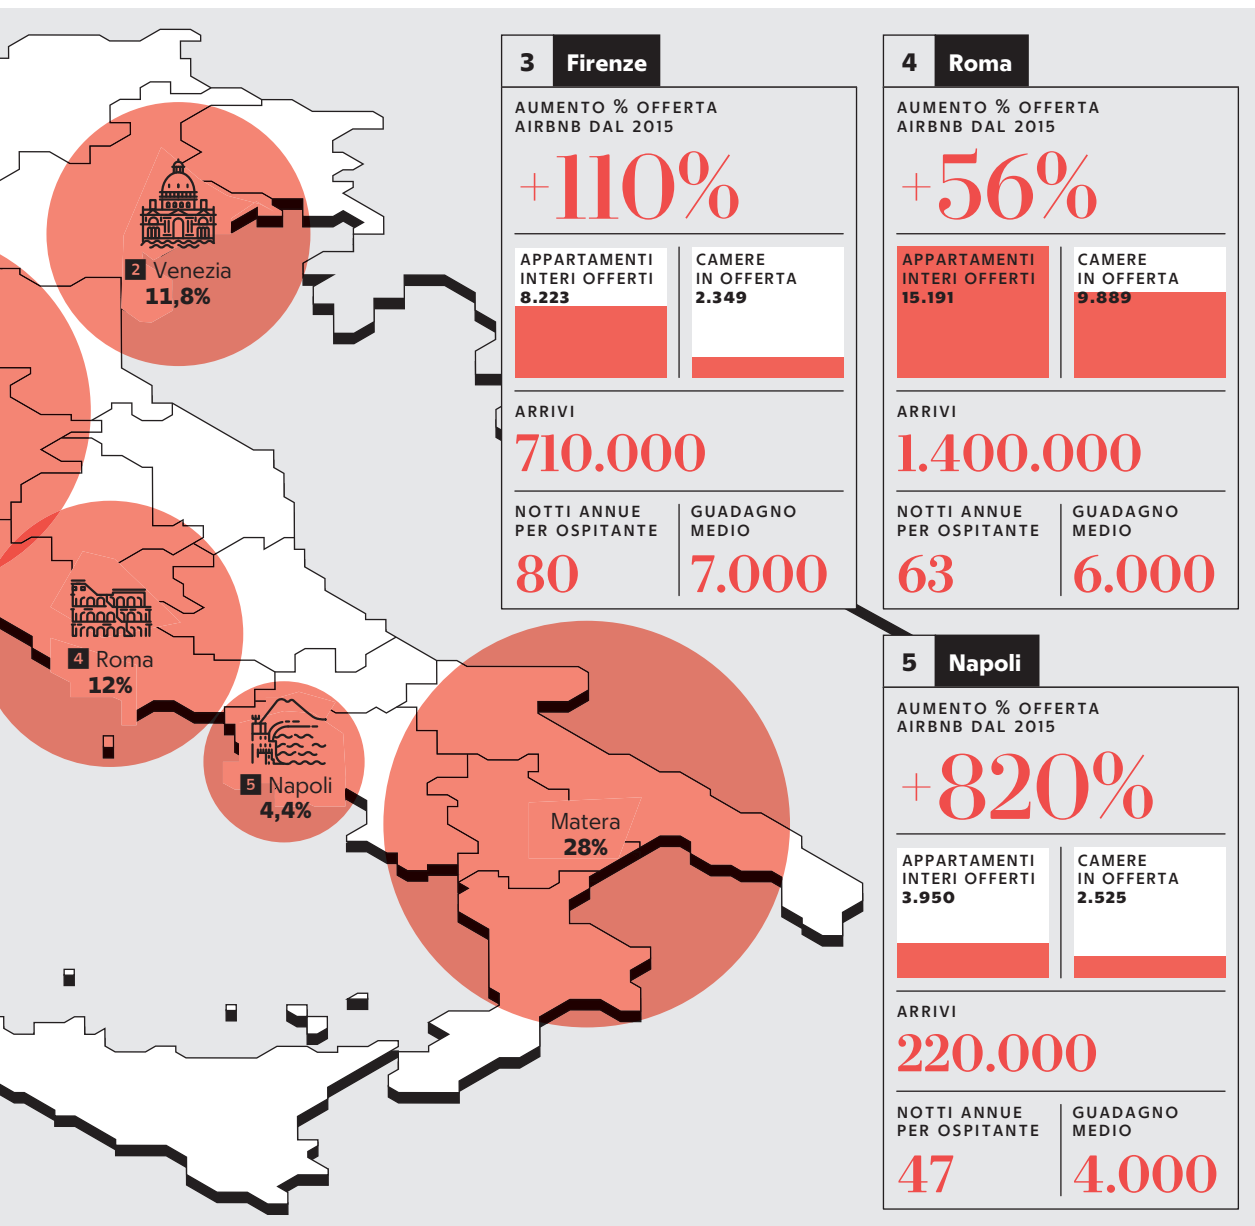 2 Venezia
11,8%
4 Roma
12%
5 Napoli
4,4%
Matera
28%
3 Firenze
AUMENTO % OFFERTA
AIRBNB DAL 2015
+110%
APPARTAMENTI
INTERI OFFERTI
8.223
CAMERE
IN OFFERTA
2.349
ARRIVI
710.000
NOTTI ANNUE
PER OSPITANTE
80
GUADAGNO
MEDIO
7.000
4 Roma
AUMENTO % OFFERTA
AIRBNB DAL 2015
+56%
APPARTAMENTI
INTERI OFFERTI
15.191
CAMERE
IN OFFERTA
9.889
ARRIVI
1.400.000
NOTTI ANNUE
PER OSPITANTE
63
GUADAGNO
MEDIO
6.000
5 Napoli
AUMENTO % OFFERTA
AIRBNB DAL 2015
+820%
APPARTAMENTI
INTERI OFFERTI
3.950
CAMERE
IN OFFERTA
2.525
ARRIVI
220.000
NOTTI ANNUE
PER OSPITANTE
47
GUADAGNO
MEDIO
4.000